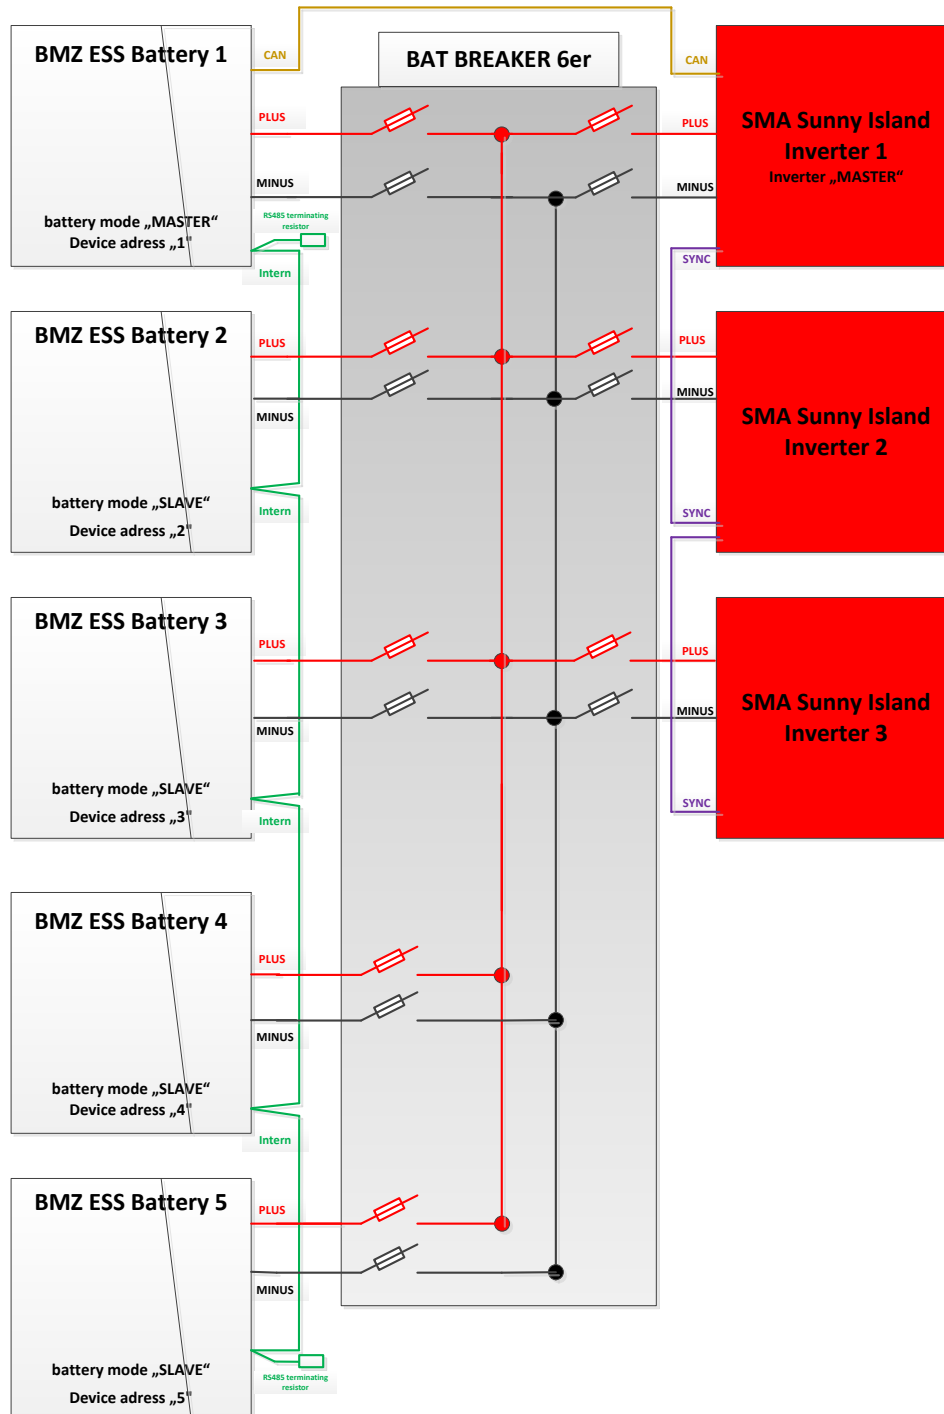 BMZ ESS Battery 1
CAN
BAT BREAKER 6er
CAN
PLUS
PLUS
SMA Sunny Island
Inverter 1
Inverter „MASTER“
MINUS
MINUS
battery mode „MASTER“
Device adress „1"
RS485 terminating
resistor
Intern
SYNC
BMZ ESS Battery 2
PLUS
PLUS
MINUS
MINUS
SMA Sunny Island
Inverter 2
battery mode „SLAVE“
Device adress „2"
Intern
SYNC
BMZ ESS Battery 3
PLUS
PLUS
MINUS
MINUS
SMA Sunny Island
Inverter 3
battery mode „SLAVE“
Device adress „3"
Intern
SYNC
BMZ ESS Battery 4
PLUS
MINUS
battery mode „SLAVE“
Device adress „4"
Intern
BMZ ESS Battery 5
PLUS
MINUS
battery mode „SLAVE“
Device adress „5"
RS485 terminating
resistor